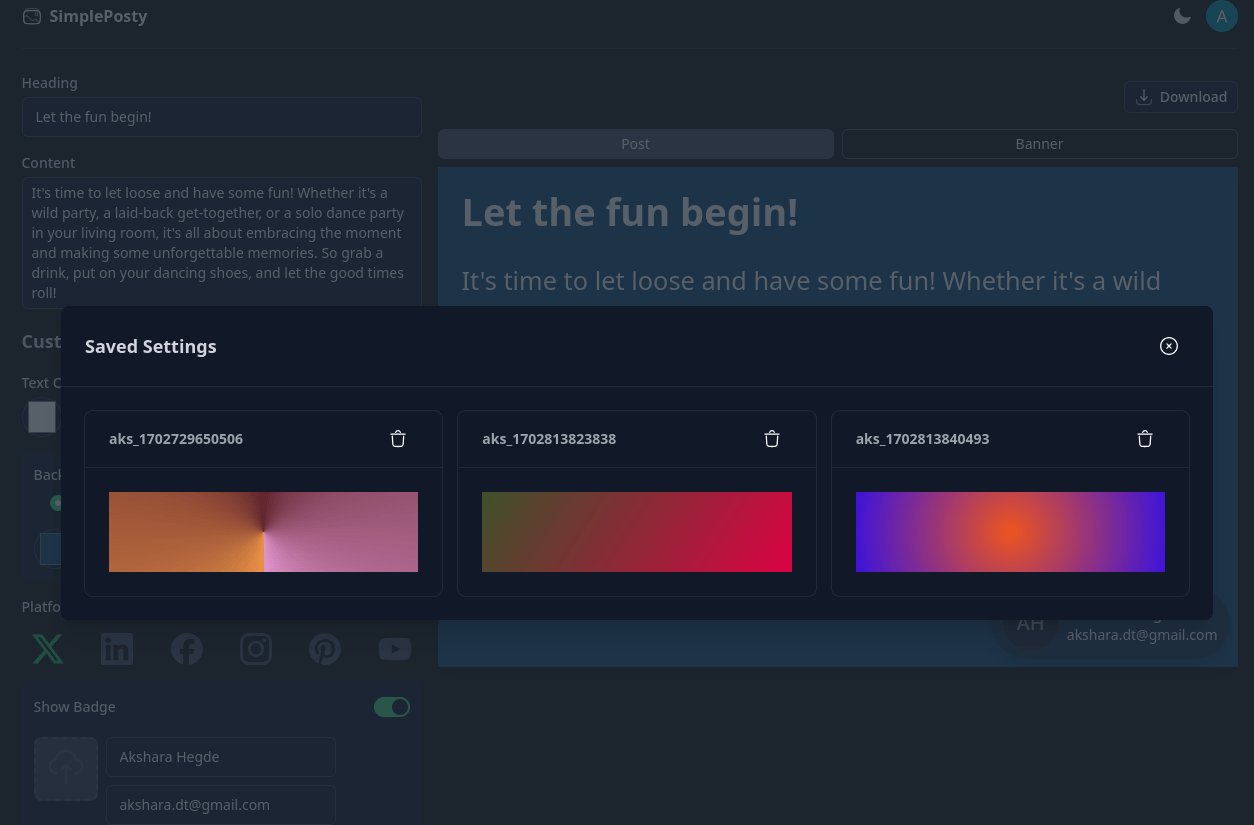 SimplePosty
A
Heading
Let the fun begin!
Content
It's time to let loose and have some fun! Whether it's a
wild party, a laid-back get-together, or a solo dance party
in your living room, it's all about embracing the moment
and making some unforgettable memories. So grab a
drink, put on your dancing shoes, and let the good times
roll!
Download
Post
Banner
Let the fun begin!
It's time to let loose and have some fun! Whether it's a wild
Cust
Text C
Back
Platfo
Saved Settings
aks_1702729650506
aks_1702813823838
aks_1702813840493
AH
akshara.dt@gmail.com
Show Badge
Akshara Hegde
akshara.dt@gmail.com